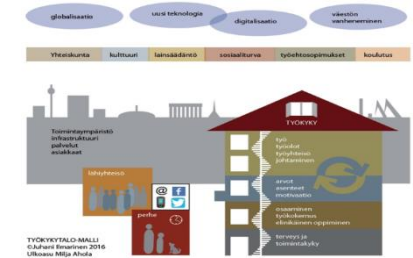 globalisaatio
uusi teknologia
digitalisaatio
väestön
vanheneminen
Yhteiskunta kulttuuri lainsäädäntö sosiaaliturva työehtosopimukset koulutus
TYÖKYKY
Toimintaympäristö
infrastruktuuri
palvelut
asiakkaat
työ
työolot
työyhteisö
johtaminen
lähiyhteisö
arvot
asenteet
motivaatio
perhe
osaaminen
työkokemus
elinikäinen oppiminen
terveys ja
toimintakyky
TYÖKYKYTALO-MALLI
©Juhani Ilmarinen 2016
Ulkoasu Milja Ahola